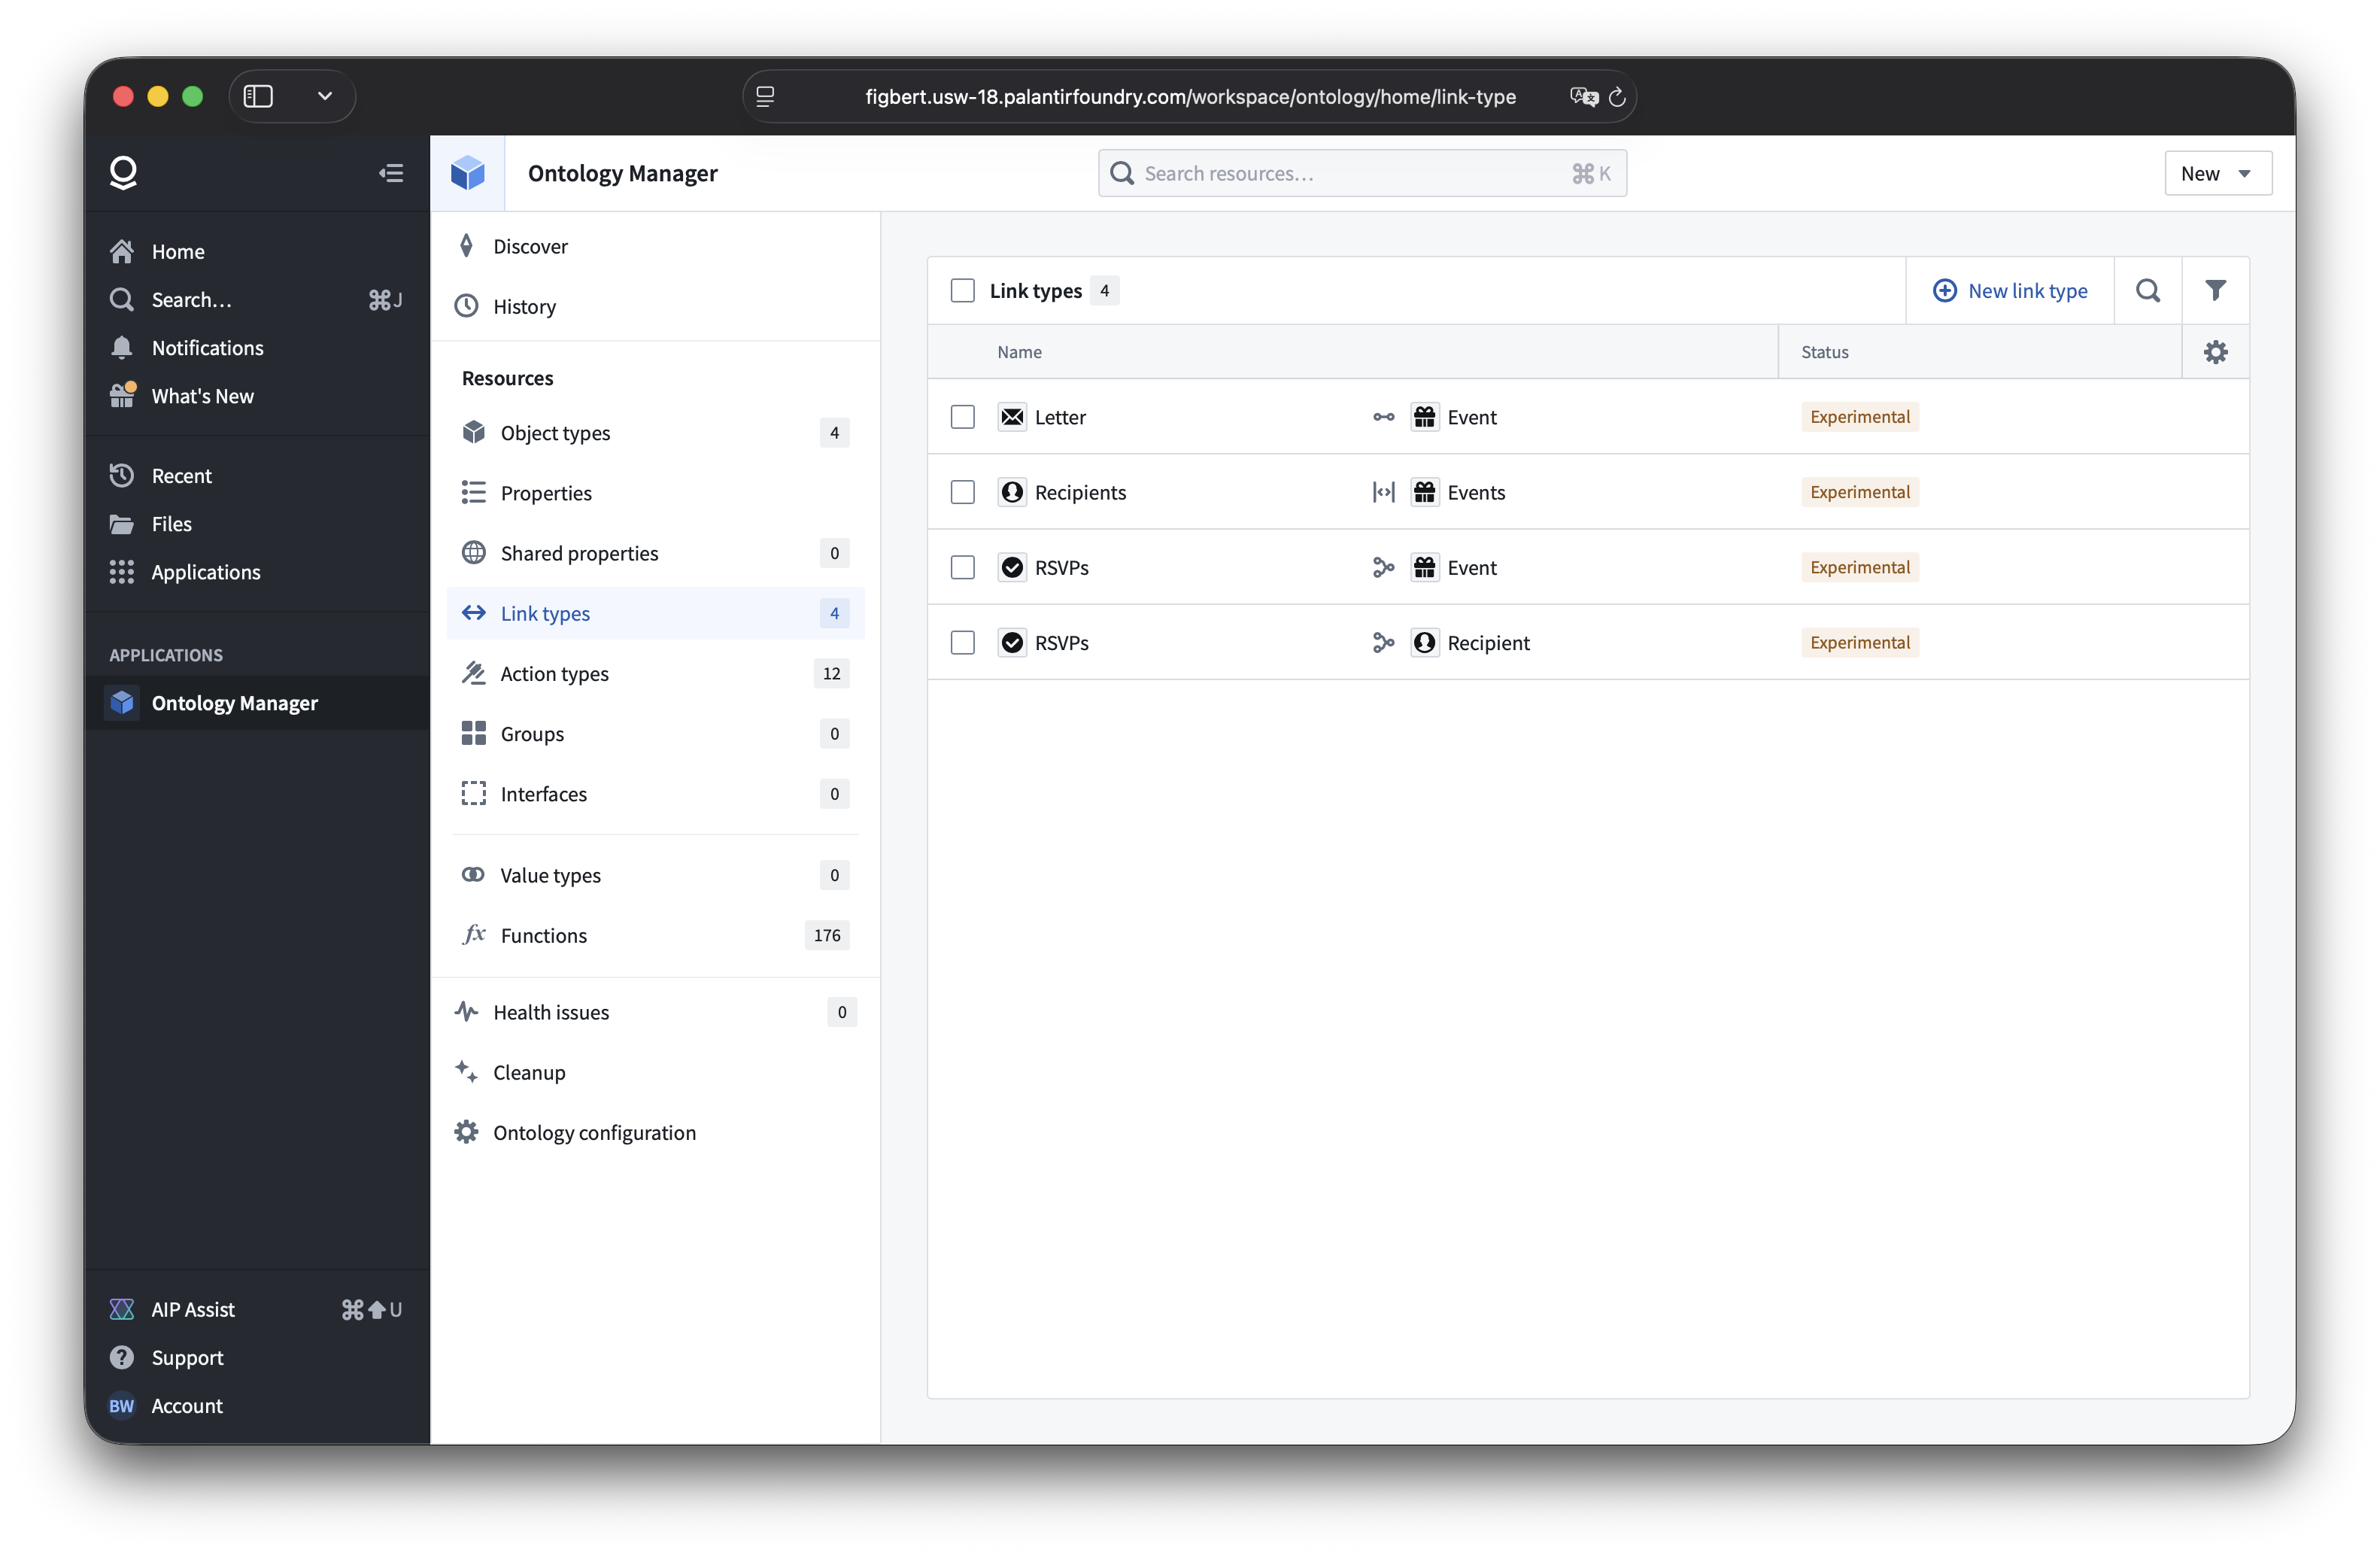 figbert.usw-18.palantirfoundry.com/workspace/ontology/home/link-type
Ontology Manager
Search resources...
⌘ K
New
Home
Search...
⌘J
Notifications
What's New
Recent
Files
Applications
APPLICATIONS
Ontology Manager
AIP Assist
⌘⬆U
Support
BW
Account
Discover
History
Resources
Object types 4
Properties
Shared properties 0
Link types 4
Action types 12
Groups 0
Interfaces 0
Value types 0
fx Functions 176
Health issues 0
Cleanup
Ontology configuration
Link types 4
New link type
Name Status
Letter Event Experimental
Recipients Events Experimental
RSVPs Event Experimental
RSVPs Recipient Experimental